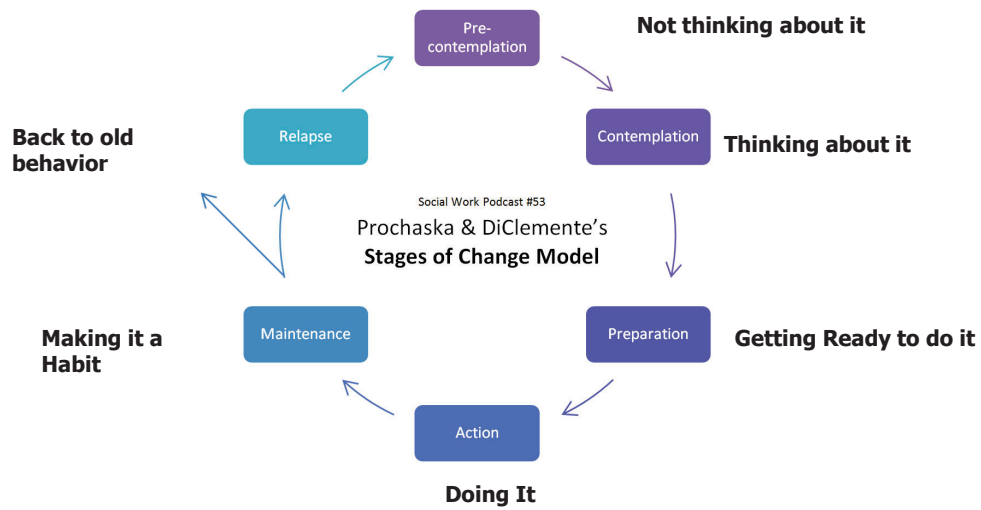 Pre-
contemplation
Not thinking about it
Relapse
Contemplation
Back to old
behavior
Thinking about it
Social Work Podcast #53
Prochaska & DiClemente's
Stages of Change Model
Making it a
Habit
Maintenance
Preparation
Getting Ready to do it
Action
Doing It